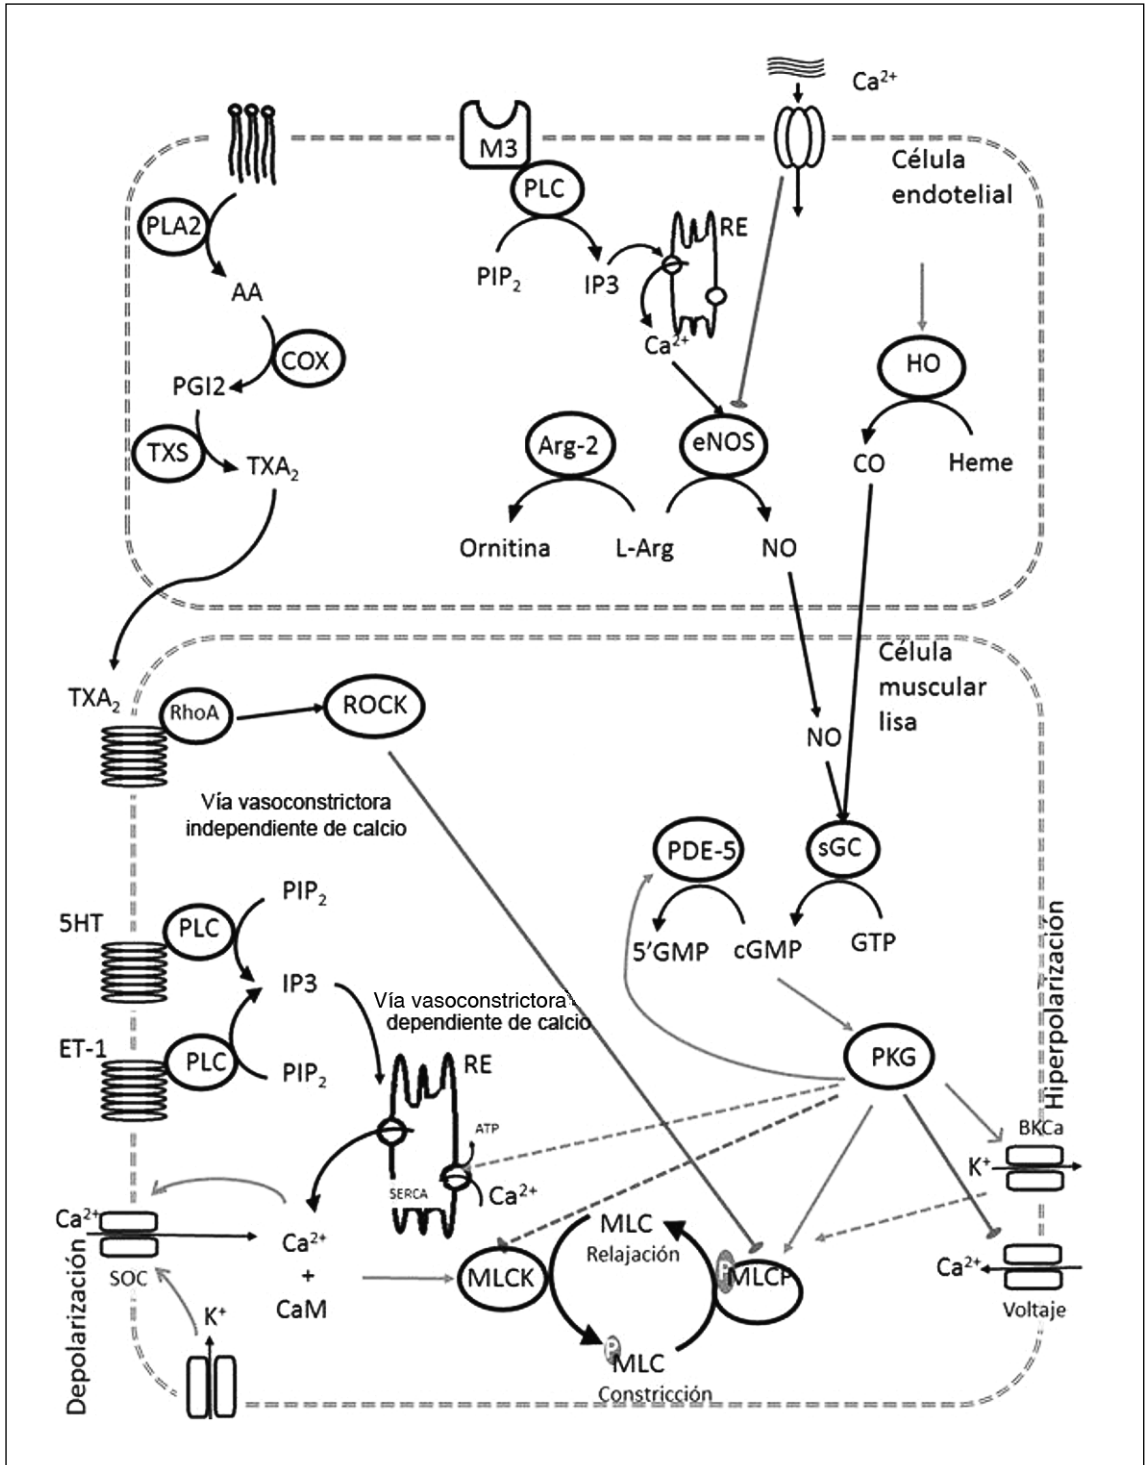 Ca²⁺
Célula
endotelial
M3
PLC
PLA2
RE
PIP₂
IP3
AA
Ca²⁺
COX
PGI2
HO
TXS
TXA₂
Arg-2
eNOS
CO
Heme
Ornitina
L-Arg
NO
Célula
muscular
lisa
TXA₂
RhoA
ROCK
NO
Vía vasoconstrictora
independiente de calcio
PDE-5
sGC
PIP₂
5HT
PLC
5'GMP
cGMP
GTP
IP3
Vía vasoconstrictora
dependiente de calcio
ET-1
PLC
PIP₂
RE
PKG
Hiperpolarización
ATP
BKCa
K⁺
SERCA
Ca²⁺
Ca²⁺
SOC
Depolarización
Ca²⁺
+
CaM
MLC
Relajación
MLCK
P
MLCP
Ca²⁺
Voltaje
K⁺
P
MLC
Constricción